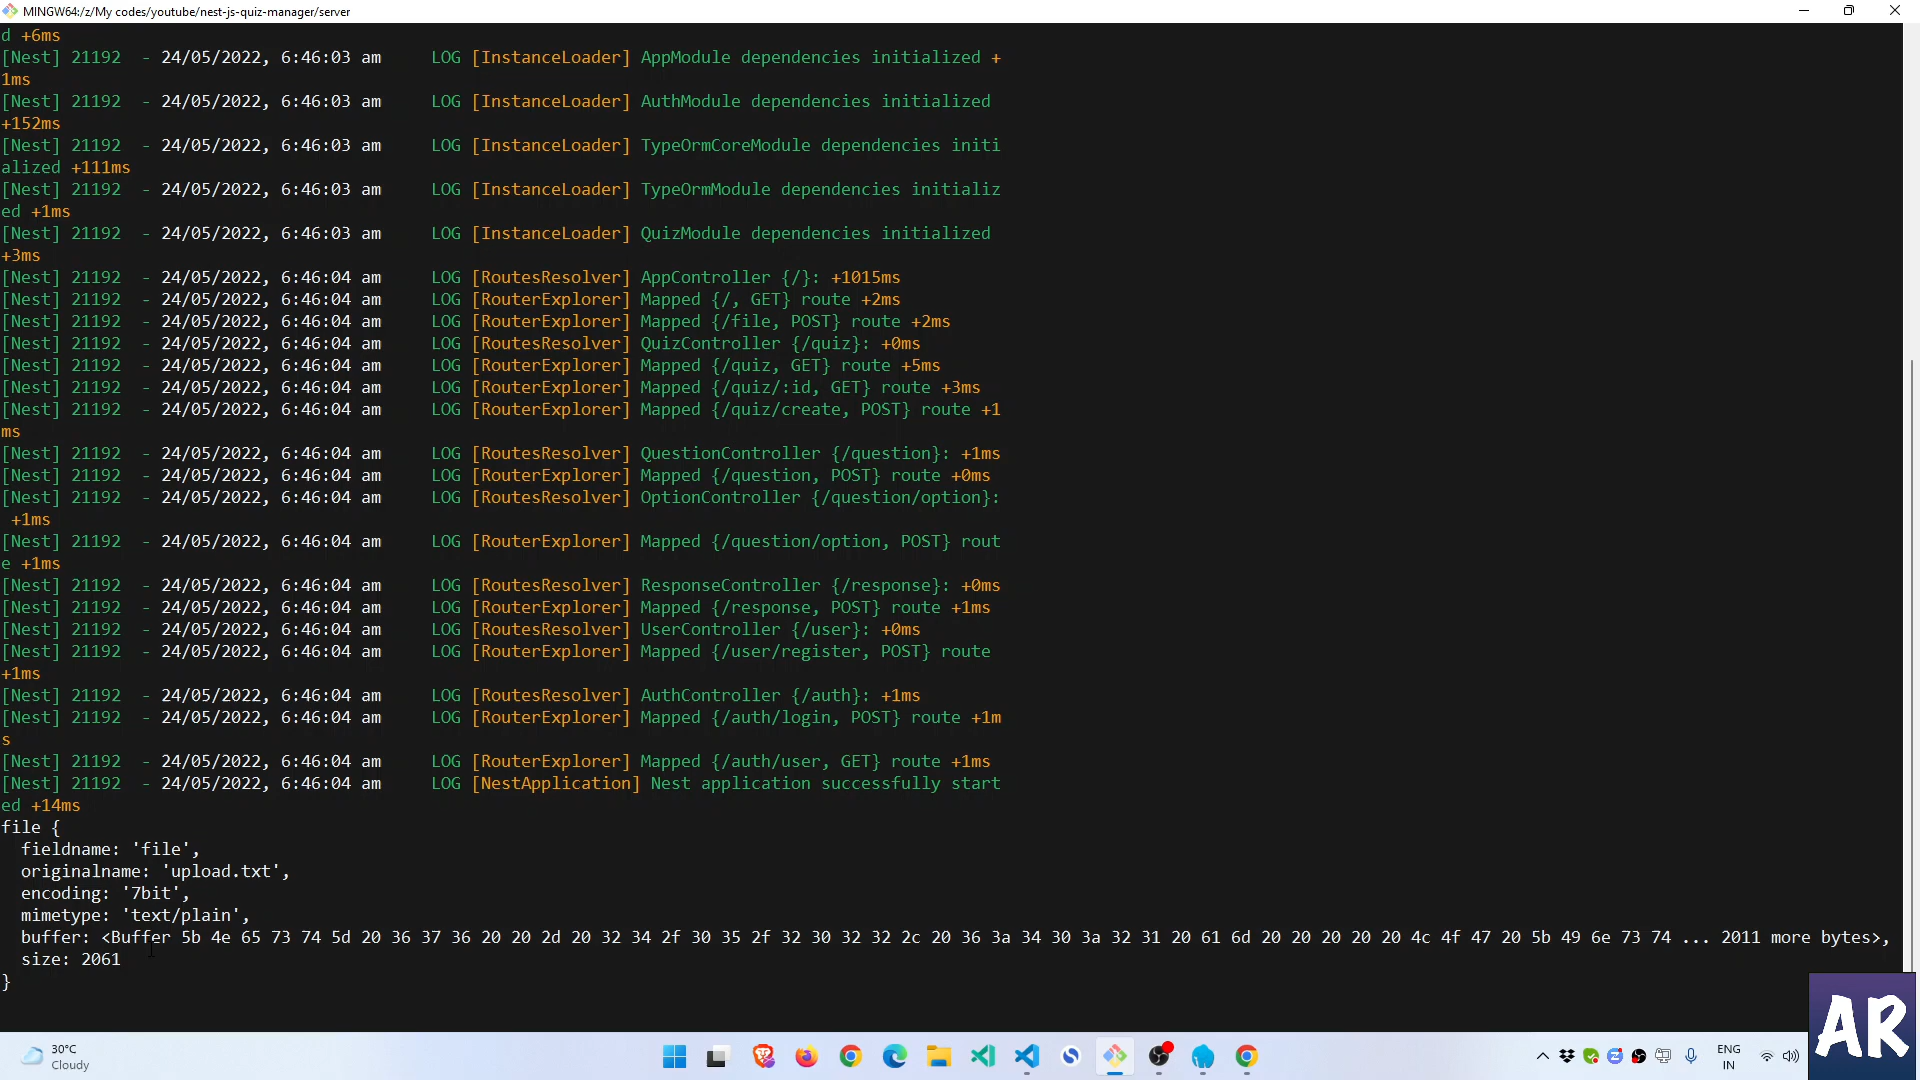 MINGW64:/z/My codes/youtube/nest-js-quiz-manager/server
d +6ms
[Nest] 21192  - 24/05/2022, 6:46:03 am     LOG [InstanceLoader] AppModule dependencies initialized +
1ms
[Nest] 21192  - 24/05/2022, 6:46:03 am     LOG [InstanceLoader] AuthModule dependencies initialized
+152ms
[Nest] 21192  - 24/05/2022, 6:46:03 am     LOG [InstanceLoader] TypeOrmCoreModule dependencies initi
alized +111ms
[Nest] 21192  - 24/05/2022, 6:46:03 am     LOG [InstanceLoader] TypeOrmModule dependencies initializ
ed +1ms
[Nest] 21192  - 24/05/2022, 6:46:03 am     LOG [InstanceLoader] QuizModule dependencies initialized
+3ms
[Nest] 21192  - 24/05/2022, 6:46:04 am     LOG [RoutesResolver] AppController {/}: +1015ms
[Nest] 21192  - 24/05/2022, 6:46:04 am     LOG [RouterExplorer] Mapped {/, GET} route +2ms
[Nest] 21192  - 24/05/2022, 6:46:04 am     LOG [RouterExplorer] Mapped {/file, POST} route +2ms
[Nest] 21192  - 24/05/2022, 6:46:04 am     LOG [RoutesResolver] QuizController {/quiz}: +0ms
[Nest] 21192  - 24/05/2022, 6:46:04 am     LOG [RouterExplorer] Mapped {/quiz, GET} route +5ms
[Nest] 21192  - 24/05/2022, 6:46:04 am     LOG [RouterExplorer] Mapped {/quiz/:id, GET} route +3ms
[Nest] 21192  - 24/05/2022, 6:46:04 am     LOG [RouterExplorer] Mapped {/quiz/create, POST} route +1
ms
[Nest] 21192  - 24/05/2022, 6:46:04 am     LOG [RoutesResolver] QuestionController {/question}: +1ms
[Nest] 21192  - 24/05/2022, 6:46:04 am     LOG [RouterExplorer] Mapped {/question, POST} route +0ms
[Nest] 21192  - 24/05/2022, 6:46:04 am     LOG [RoutesResolver] OptionController {/question/option}:
+1ms
[Nest] 21192  - 24/05/2022, 6:46:04 am     LOG [RouterExplorer] Mapped {/question/option, POST} rout
e +1ms
[Nest] 21192  - 24/05/2022, 6:46:04 am     LOG [RoutesResolver] ResponseController {/response}: +0ms
[Nest] 21192  - 24/05/2022, 6:46:04 am     LOG [RouterExplorer] Mapped {/response, POST} route +1ms
[Nest] 21192  - 24/05/2022, 6:46:04 am     LOG [RoutesResolver] UserController {/user}: +0ms
[Nest] 21192  - 24/05/2022, 6:46:04 am     LOG [RouterExplorer] Mapped {/user/register, POST} route
+1ms
[Nest] 21192  - 24/05/2022, 6:46:04 am     LOG [RoutesResolver] AuthController {/auth}: +1ms
[Nest] 21192  - 24/05/2022, 6:46:04 am     LOG [RouterExplorer] Mapped {/auth/login, POST} route +1m
s
[Nest] 21192  - 24/05/2022, 6:46:04 am     LOG [RouterExplorer] Mapped {/auth/user, GET} route +1ms
[Nest] 21192  - 24/05/2022, 6:46:04 am     LOG [NestApplication] Nest application successfully start
ed +14ms
file {
  fieldname: 'file',
  originalname: 'upload.txt',
  encoding: '7bit',
  mimetype: 'text/plain',
  buffer: <Buffer 5b 4e 65 73 74 5d 20 36 37 36 20 20 2d 20 32 34 2f 30 35 2f 32 30 32 32 2c 20 36 3a 34 30 3a 32 31 20 61 6d 20 20 20 20 20 4c 4f 47 20 5b 49 6e 73 74 ... 2011 more bytes>,
  size: 2061
}
AR
30°C
Cloudy
ENG
IN